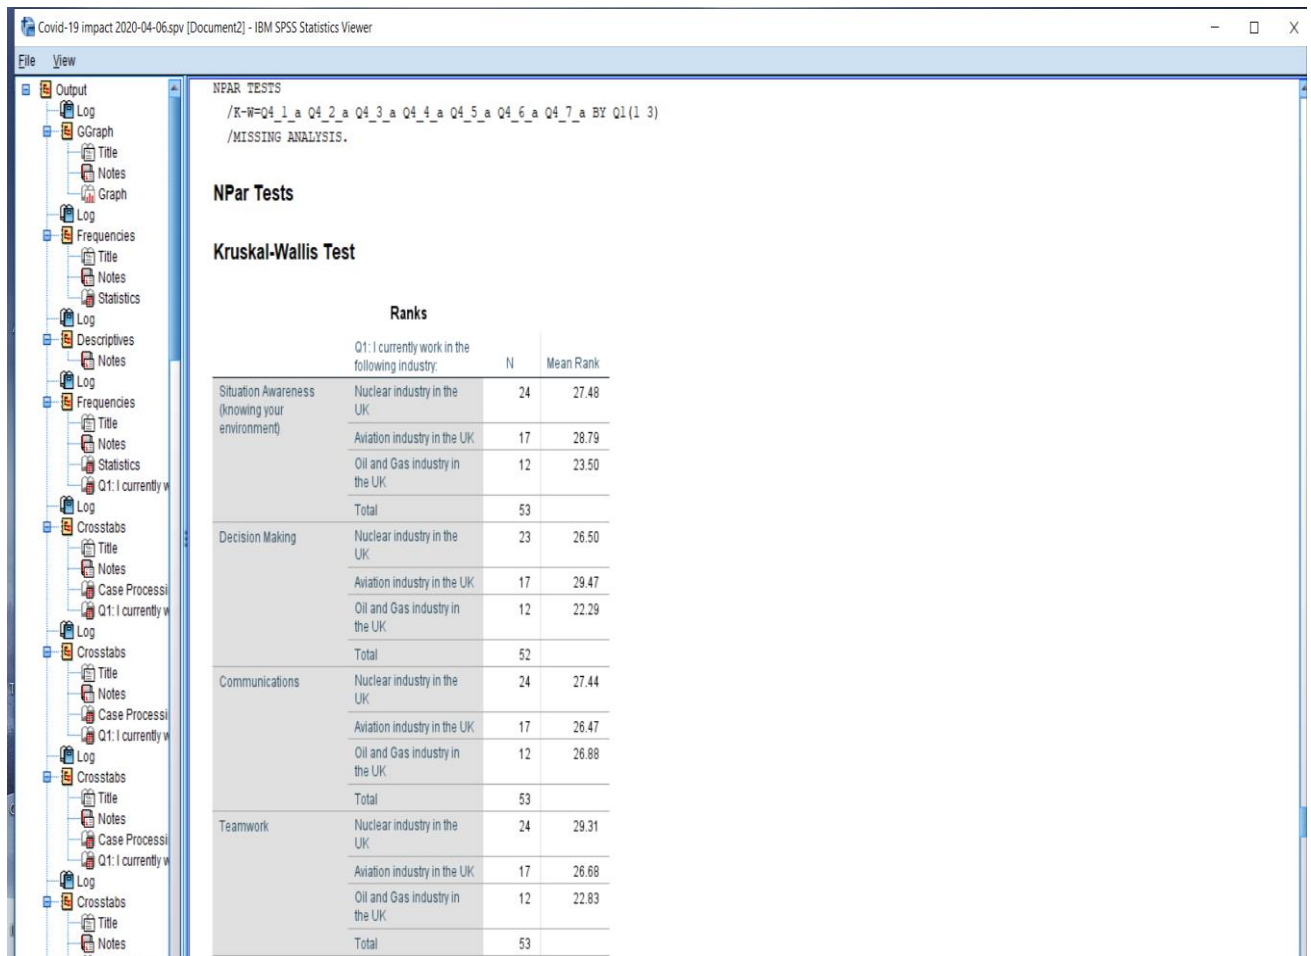 Covid-19 impact 2020-04-06.spv [Document2] - IBM SPSS Statistics Viewer
File View
Output
Log
GGraph
Title
Notes
Graph
Log
Frequencies
Title
Notes
Statistics
Log
Descriptives
Notes
Log
Frequencies
Title
Notes
Statistics
Q1: I currently w
Log
Crosstabs
Title
Notes
Case Processi
Q1: I currently w
Log
Crosstabs
Title
Notes
Case Processi
Q1: I currently w
Log
Crosstabs
Title
Notes
Case Processi
Q1: I currently w
Log
Crosstabs
Title
Notes
NPAR TESTS
/K-W=Q4_1_a Q4_2_a Q4_3_a Q4_4_a Q4_5_a Q4_6_a Q4_7_a BY Q1(1 3)
/MISSING ANALYSIS.
NPar Tests
Kruskal-Wallis Test
Ranks
Q1: I currently work in the
following industry: N Mean Rank
Situation Awareness Nuclear industry in the 24 27.48
(knowing your UK
environment)
Aviation industry in the UK 17 28.79
Oil and Gas industry in 12 23.50
the UK
Total 53
Decision Making Nuclear industry in the 23 26.50
UK
Aviation industry in the UK 17 29.47
Oil and Gas industry in 12 22.29
the UK
Total 52
Communications Nuclear industry in the 24 27.44
UK
Aviation industry in the UK 17 26.47
Oil and Gas industry in 12 26.88
the UK
Total 53
Teamwork Nuclear industry in the 24 29.31
UK
Aviation industry in the UK 17 26.68
Oil and Gas industry in 12 22.83
the UK
Total 53